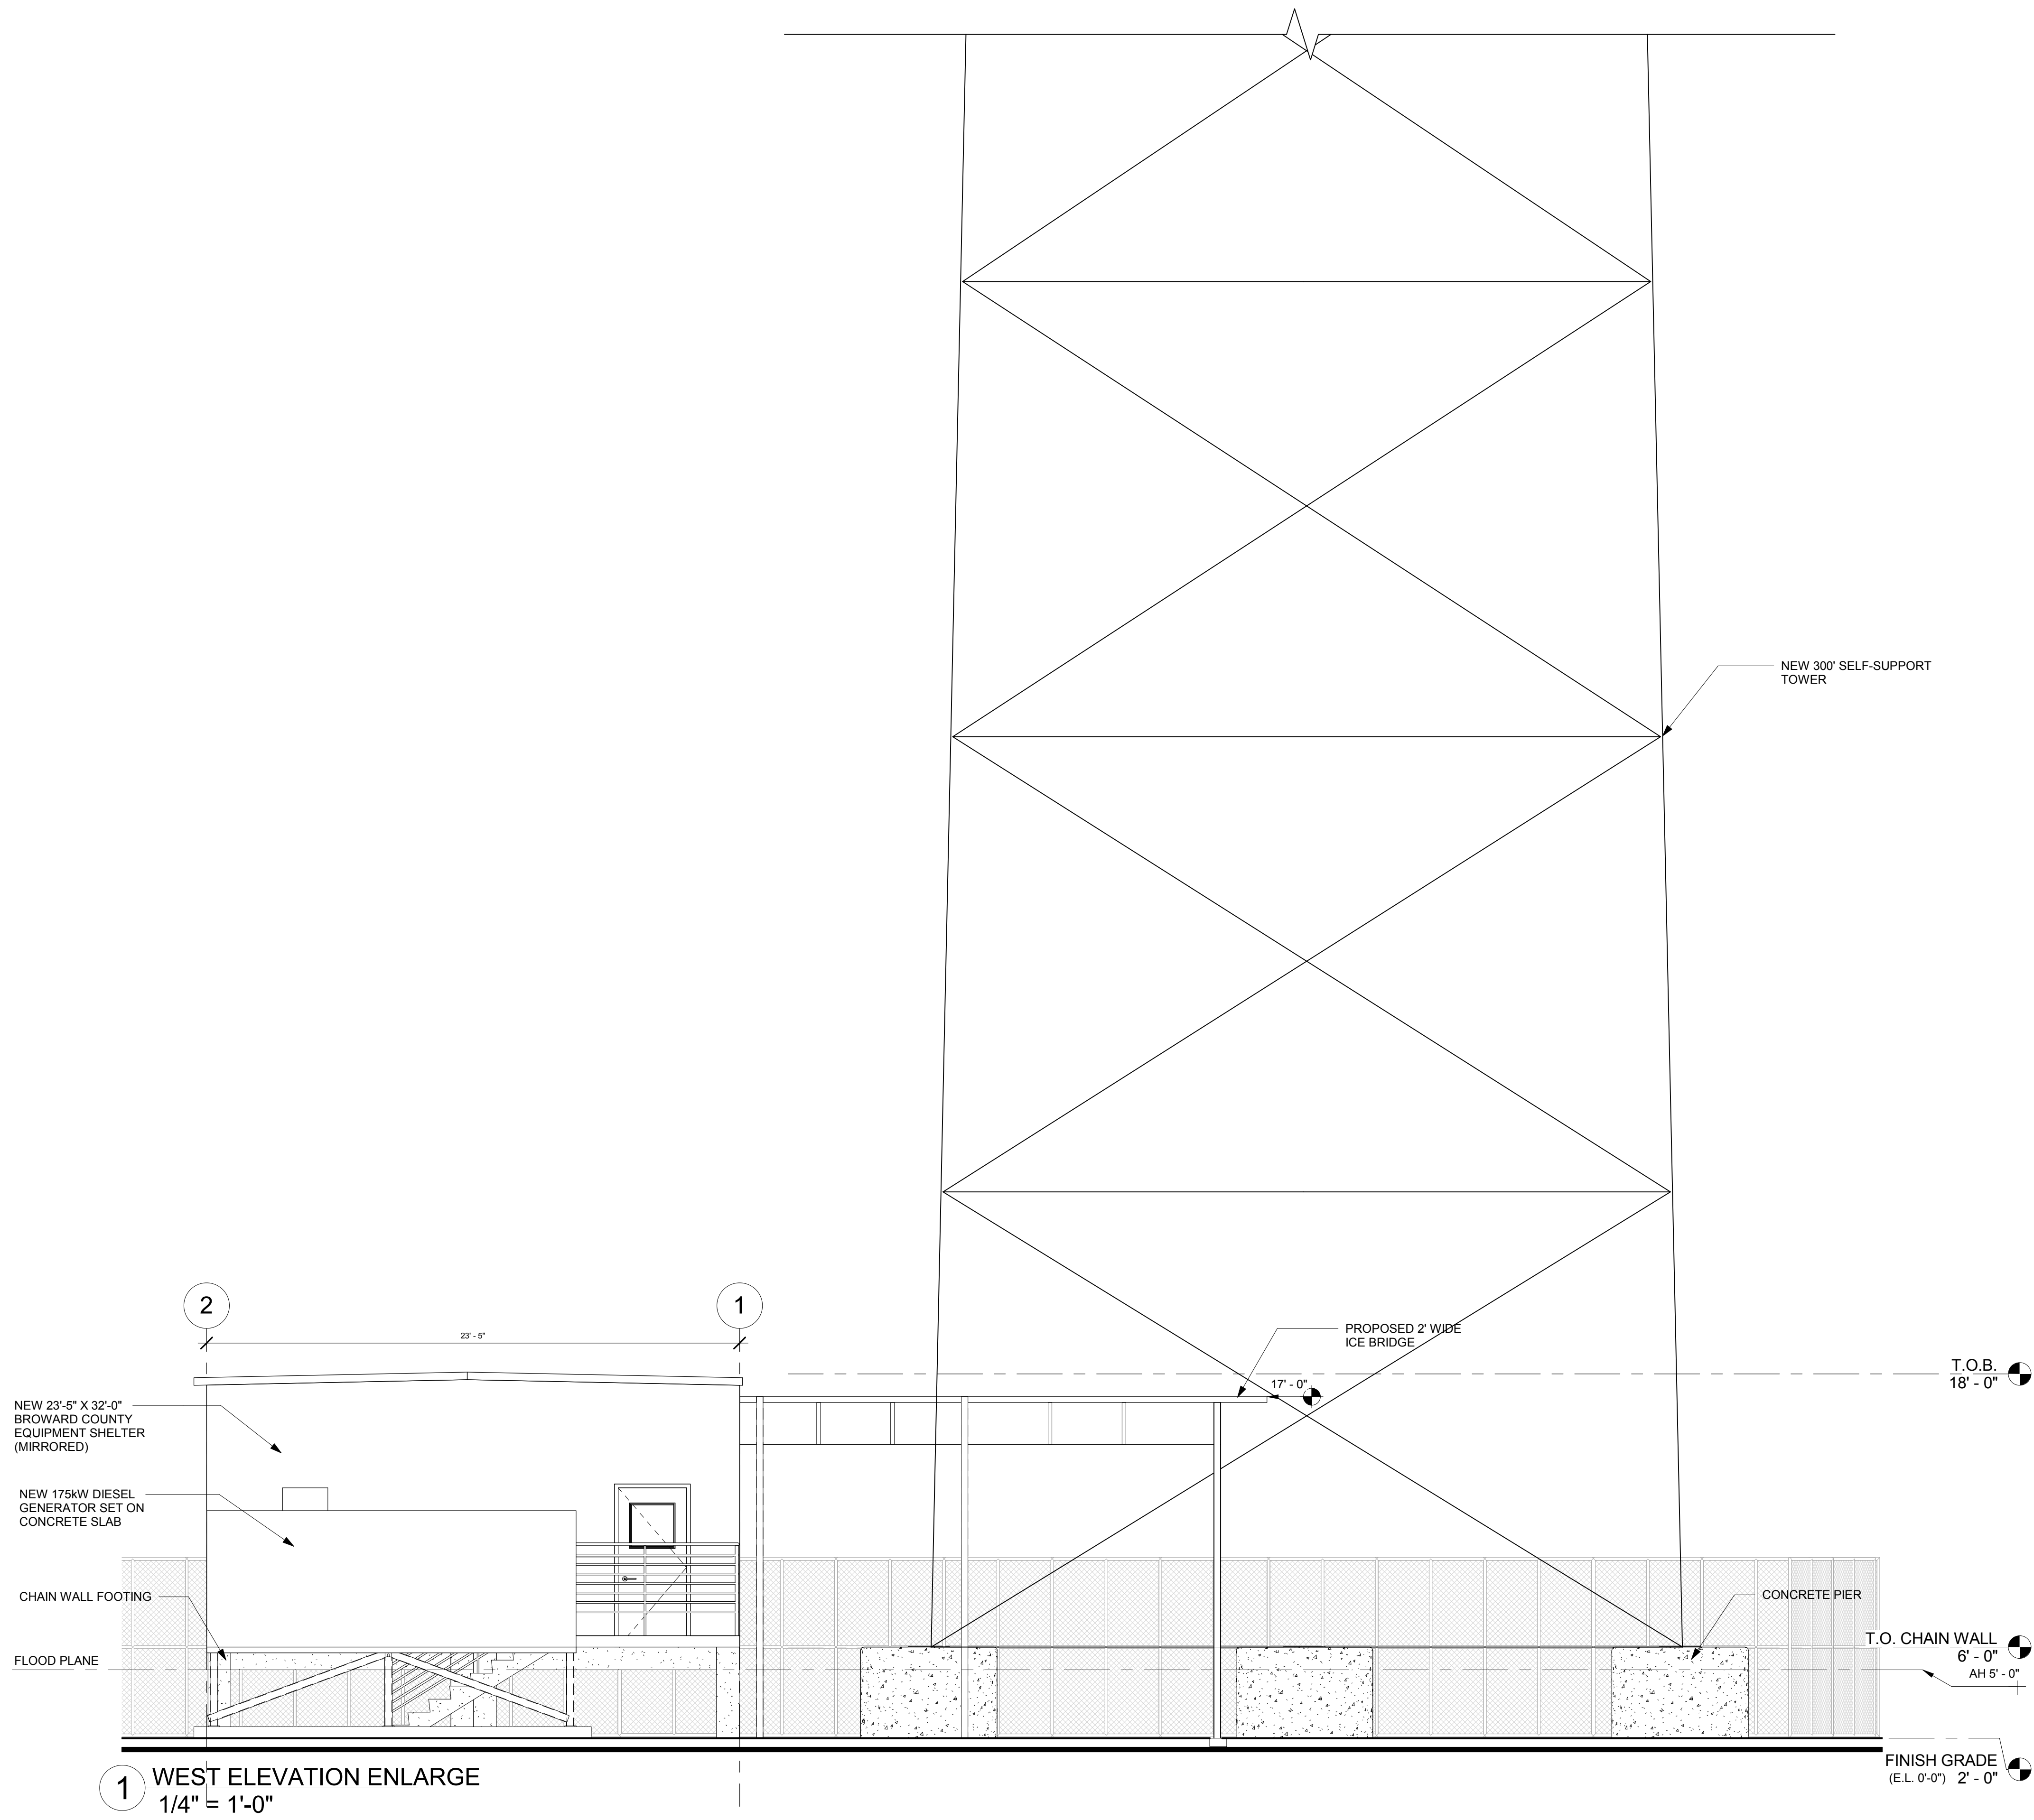 NEW 300' SELF-SUPPORT
TOWER
2
1
23' - 5"
PROPOSED 2' WIDE
ICE BRIDGE
T.O.B.
18' - 0"
17' - 0"
NEW 23'-5" X 32'-0"
BROWARD COUNTY
EQUIPMENT SHELTER
(MIRRORED)
NEW 175kW DIESEL
GENERATOR SET ON
CONCRETE SLAB
CHAIN WALL FOOTING
CONCRETE PIER
T.O. CHAIN WALL
6' - 0"
FLOOD PLANE
AH 5' - 0"
FINISH GRADE
(E.L. 0'-0") 2' - 0"
1 WEST ELEVATION ENLARGE
1/4" = 1'-0"